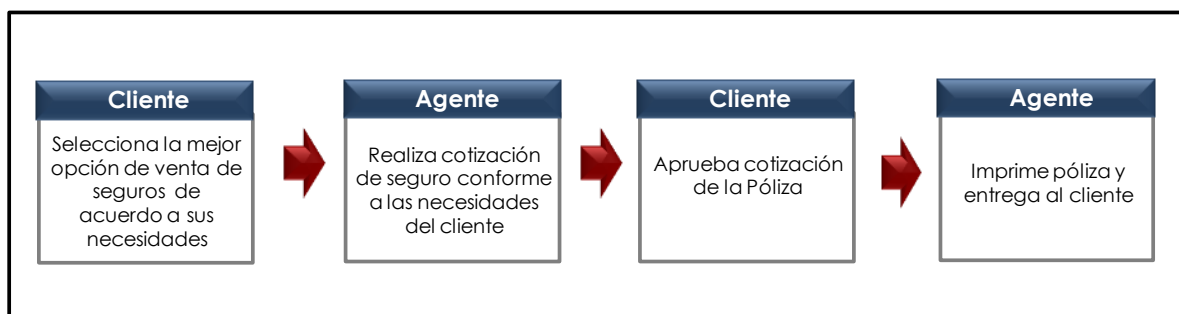 Cliente
Selecciona la mejor
opción de venta de
seguros de
acuerdo a sus
necesidades
Agente
Realiza cotización
de seguro conforme
a las necesidades
del cliente
Cliente
Aprueba cotización
de la Póliza
Agente
Imprime póliza y
entrega al cliente